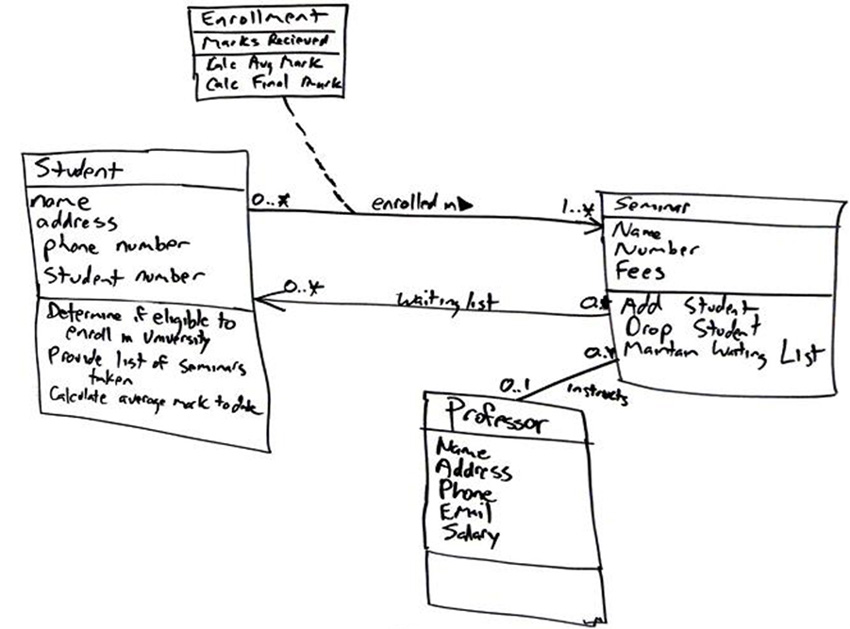 Enrollment
Marks Recieved
Calc Avg Mark
Calc Final Mark
Student
name
address
phone number
Student number
Determine if eligible to
enroll in University
Provide list of seminars
taken
Calculate average mark to date
0..*
enrolled in
1..*
0..*
waiting list
0..*
Seminar
Name
Number
Fees
Add Student
Drop Student
Maintain Waiting List
0..*
0..1
instructs
Professor
Name
Address
Phone
Email
Salary